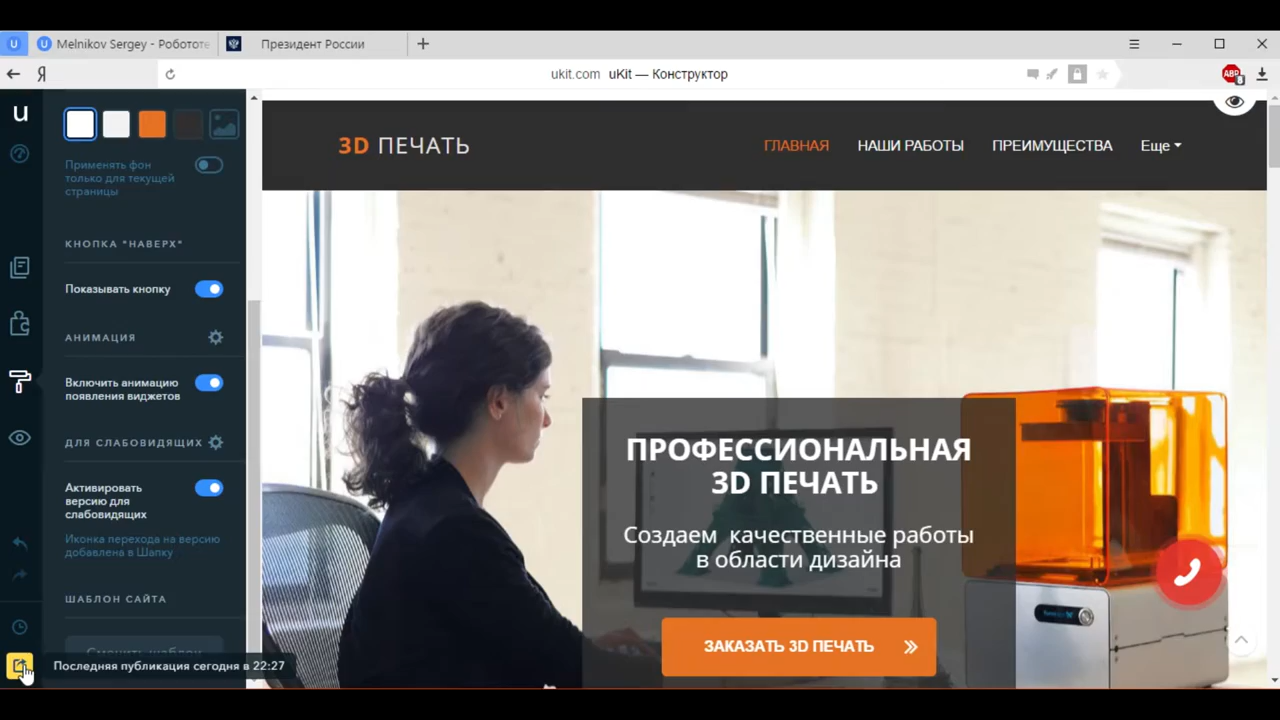 U
U Melnikov Sergey - Робототе
Президент России
Я
ukit.com uKit — Конструктор
ABP
u
Применять фон
только для текущей
страницы
КНОПКА "НАВЕРХ"
Показывать кнопку
АНИМАЦИЯ
Включить анимацию
появления виджетов
ДЛЯ СЛАБОВИДЯЩИХ
Активировать
версию для
слабовидящих
Иконка перехода на версию
добавлена в Шапку
ШАБЛОН САЙТА
Сменить шаблон
Последняя публикация сегодня в 22:27
3D ПЕЧАТЬ
ГЛАВНАЯ НАШИ РАБОТЫ ПРЕИМУЩЕСТВА Еще
ПРОФЕССИОНАЛЬНАЯ
3D ПЕЧАТЬ
Создаем качественные работы
в области дизайна
ЗАКАЗАТЬ 3D ПЕЧАТЬ